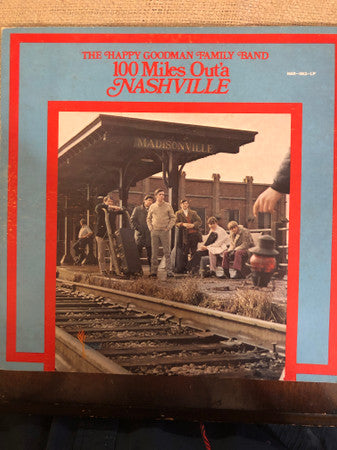 THE HAPPY GOODMAN FAMILY BAND
100 Miles Out'a
NASHVILLE
MADISONVILLE